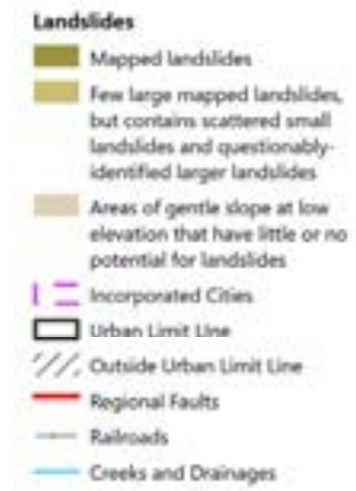 Landslides
Mapped landslides
Few large mapped landslides,
but contains scattered small
landslides and questionably-
identified larger landslides
Areas of gentle slope at low
elevation that have little or no
potential for landslides
Incorporated Cities
Urban Limit Line
Outside Urban Limit Line
Regional Faults
Railroads
Creeks and Drainages